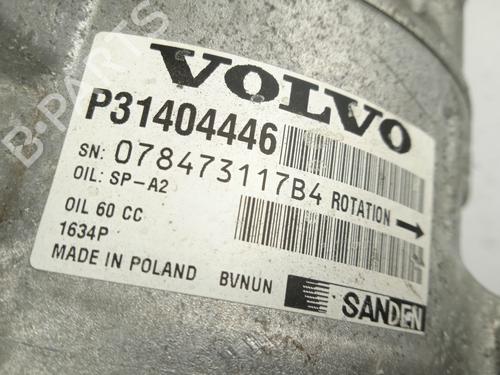 VOLVO
P31404446
SN: 078473117B4 ROTATION
OIL: SP-A2
OIL 60 CC
1634P
MADE IN POLAND BVNUN
SANDEN
B-PARTS